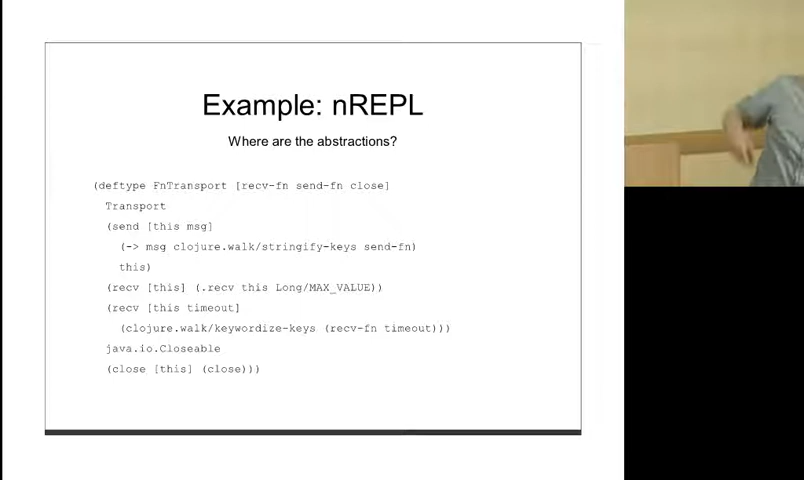 Example: nREPL
Where are the abstractions?
(deftype FnTransport [recv-fn send-fn close]
Transport
(send [this msg]
(-> msg clojure.walk/stringify-keys send-fn)
this)
(recv [this] (.recv this Long/MAX_VALUE))
(recv [this timeout]
(clojure.walk/keywordize-keys (recv-fn timeout)))
java.io.Closeable
(close [this] (close)))